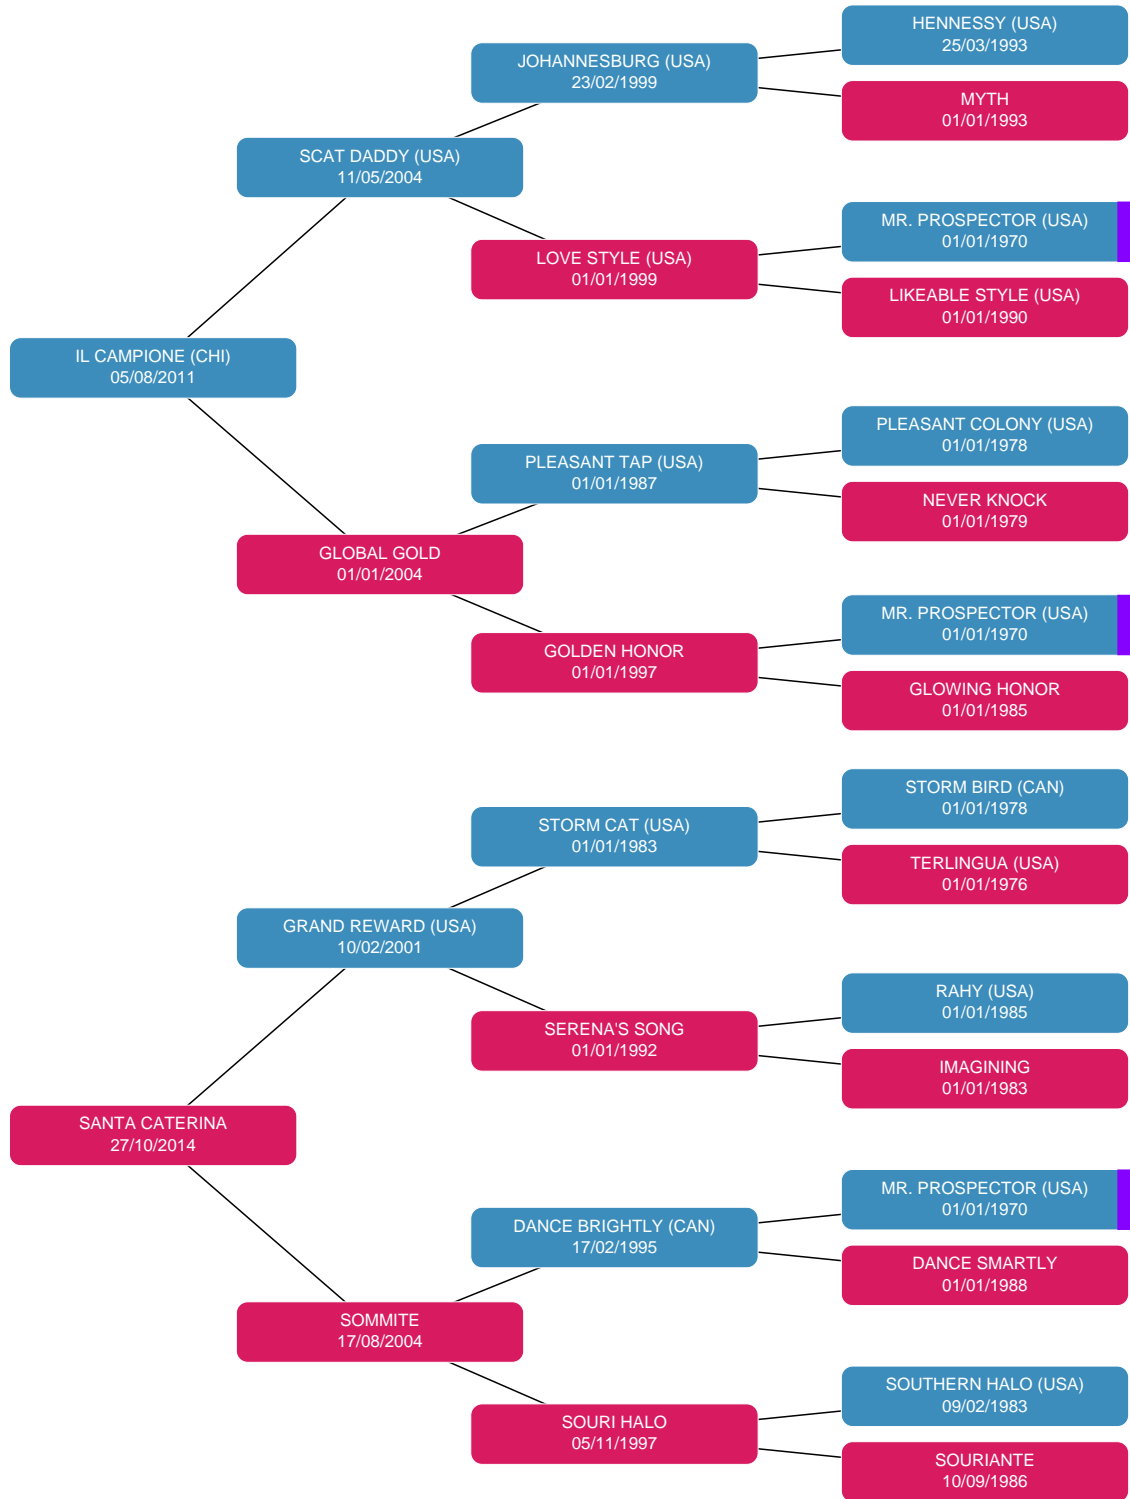 HENNESSY (USA)
25/03/1993
JOHANNESBURG (USA)
23/02/1999
MYTH
01/01/1993
SCAT DADDY (USA)
11/05/2004
MR. PROSPECTOR (USA)
01/01/1970
LOVE STYLE (USA)
01/01/1999
LIKEABLE STYLE (USA)
01/01/1990
IL CAMPIONE (CHI)
05/08/2011
PLEASANT COLONY (USA)
01/01/1978
PLEASANT TAP (USA)
01/01/1987
NEVER KNOCK
01/01/1979
GLOBAL GOLD
01/01/2004
MR. PROSPECTOR (USA)
01/01/1970
GOLDEN HONOR
01/01/1997
GLOWING HONOR
01/01/1985
STORM BIRD (CAN)
01/01/1978
STORM CAT (USA)
01/01/1983
TERLINGUA (USA)
01/01/1976
GRAND REWARD (USA)
10/02/2001
RAHY (USA)
01/01/1985
SERENA'S SONG
01/01/1992
IMAGINING
01/01/1983
SANTA CATERINA
27/10/2014
MR. PROSPECTOR (USA)
01/01/1970
DANCE BRIGHTLY (CAN)
17/02/1995
DANCE SMARTLY
01/01/1988
SOMMITE
17/08/2004
SOUTHERN HALO (USA)
09/02/1983
SOURI HALO
05/11/1997
SOURIANTE
10/09/1986